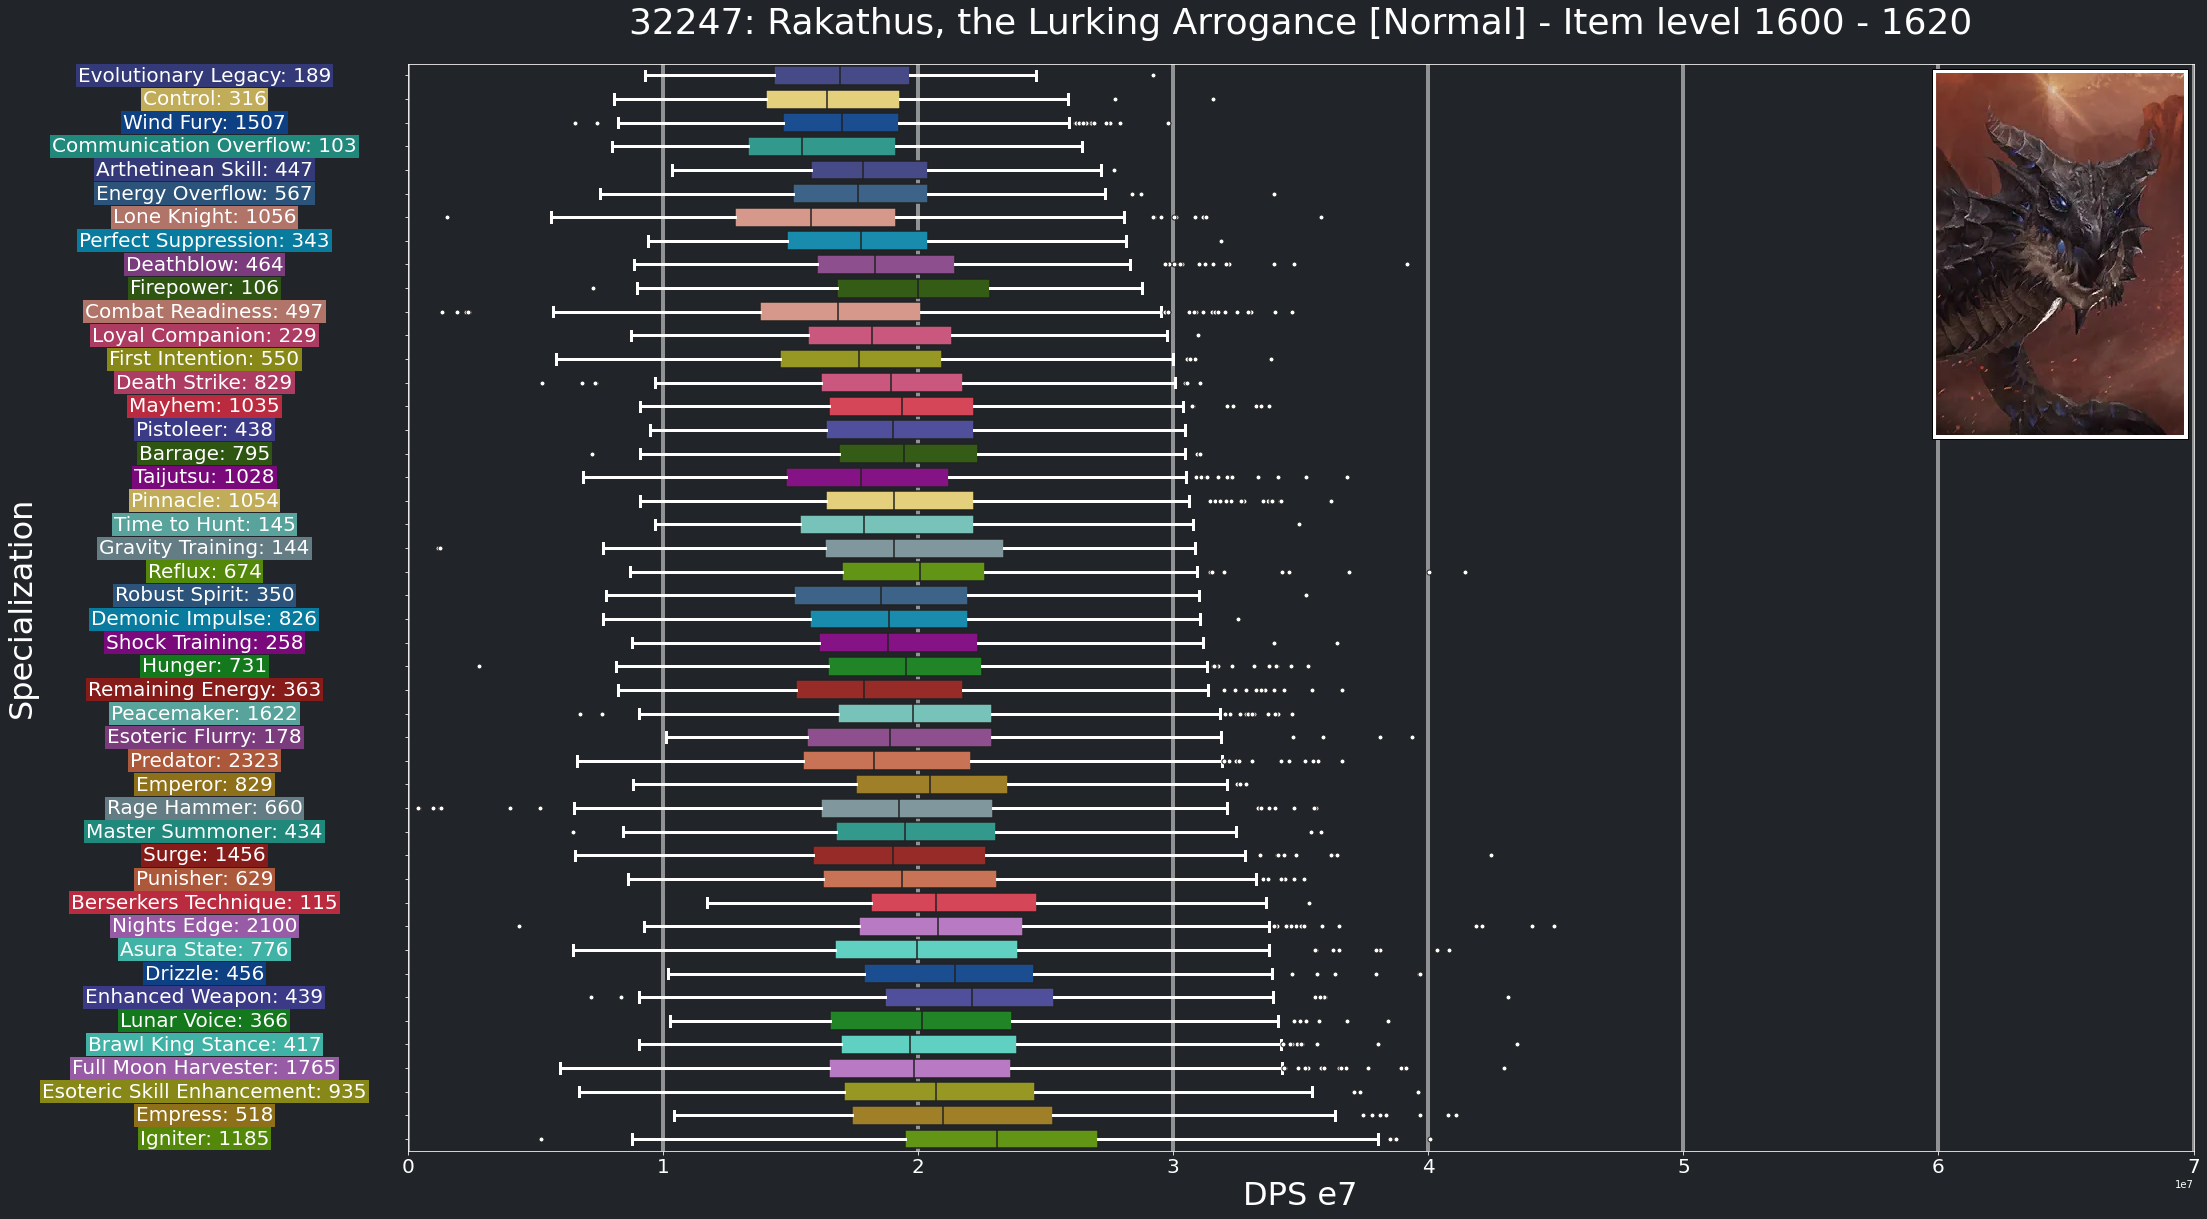 32247: Rakathus, the Lurking Arrogance [Normal] - Item level 1600 - 1620
Specialization
Evolutionary Legacy: 189
Control: 316
Wind Fury: 1507
Communication Overflow: 103
Arthetinean Skill: 447
Energy Overflow: 567
Lone Knight: 1056
Perfect Suppression: 343
Deathblow: 464
Firepower: 106
Combat Readiness: 497
Loyal Companion: 229
First Intention: 550
Death Strike: 829
Mayhem: 1035
Pistoleer: 438
Barrage: 795
Taijutsu: 1028
Pinnacle: 1054
Time to Hunt: 145
Gravity Training: 144
Reflux: 674
Robust Spirit: 350
Demonic Impulse: 826
Shock Training: 258
Hunger: 731
Remaining Energy: 363
Peacemaker: 1622
Esoteric Flurry: 178
Predator: 2323
Emperor: 829
Rage Hammer: 660
Master Summoner: 434
Surge: 1456
Punisher: 629
Berserkers Technique: 115
Nights Edge: 2100
Asura State: 776
Drizzle: 456
Enhanced Weapon: 439
Lunar Voice: 366
Brawl King Stance: 417
Full Moon Harvester: 1765
Esoteric Skill Enhancement: 935
Empress: 518
Igniter: 1185
0 1 2 3 4 5 6 7
1e7
DPS e7